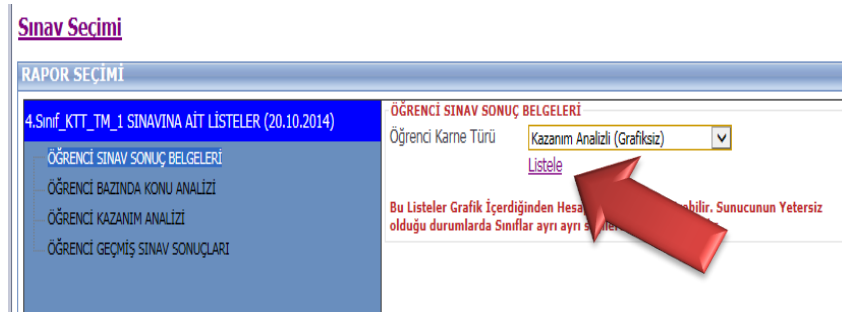 Sınav Seçimi
RAPOR SEÇİMİ
4.Sınıf_KTT_TM_1 SINAVINA AİT LİSTELER (20.10.2014)
ÖĞRENCİ SINAV SONUÇ BELGELERİ
ÖĞRENCİ BAZINDA KONU ANALİZİ
ÖĞRENCİ KAZANIM ANALİZİ
ÖĞRENCİ GEÇMİŞ SINAV SONUÇLARI
ÖĞRENCİ SINAV SONUÇ BELGELERİ
Öğrenci Karne Türü Kazanım Analizli (Grafiksiz)
Listele
Bu Listeler Grafik İçerdiğinden Sunucunun Yetersiz
olduğu durumlarda Sınıflar ayrı ayrı